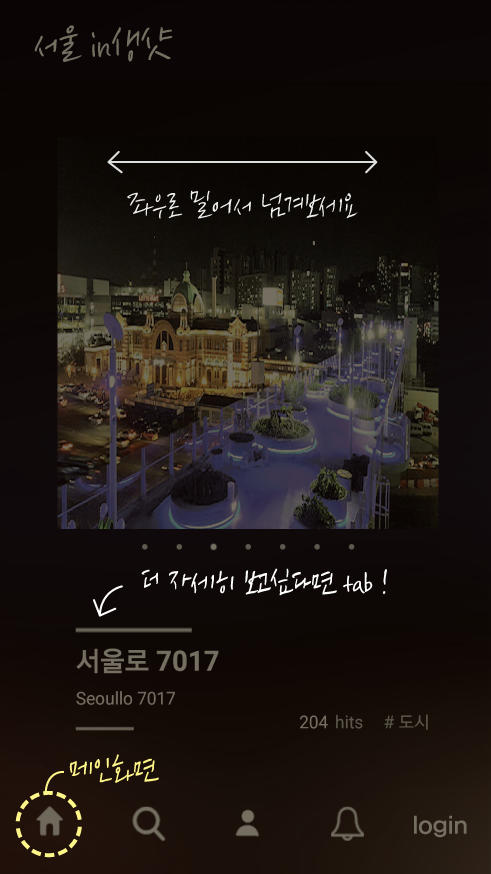 서울 in생샷
좌우로 밀어서 넘겨보세요
더 자세히 보고싶다면 tab !
서울로 7017
Seoullo 7017
204 hits # 도시
메인화면
login